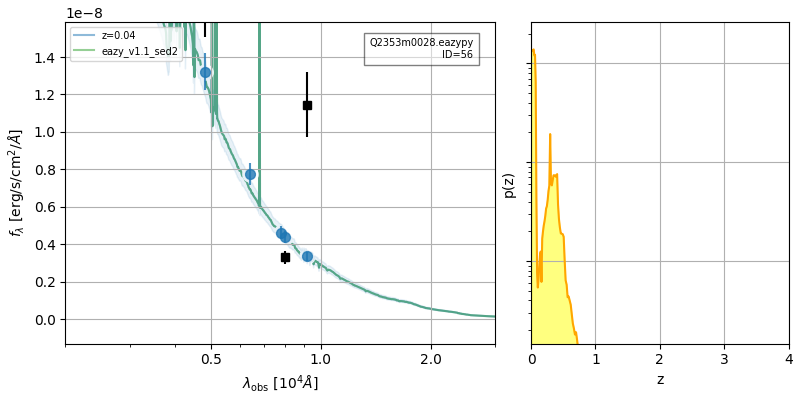 1e−8
z=0.04
eazy_v1.1_sed2
Q2353m0028.eazypy
ID=56
1.4
1.2
1.0
0.8
0.6
0.4
0.2
0.0
f_λ [erg/s/cm²/Å]
0.5
1.0
2.0
λ_obs [10⁴Å]
p(z)
0
1
2
3
4
z